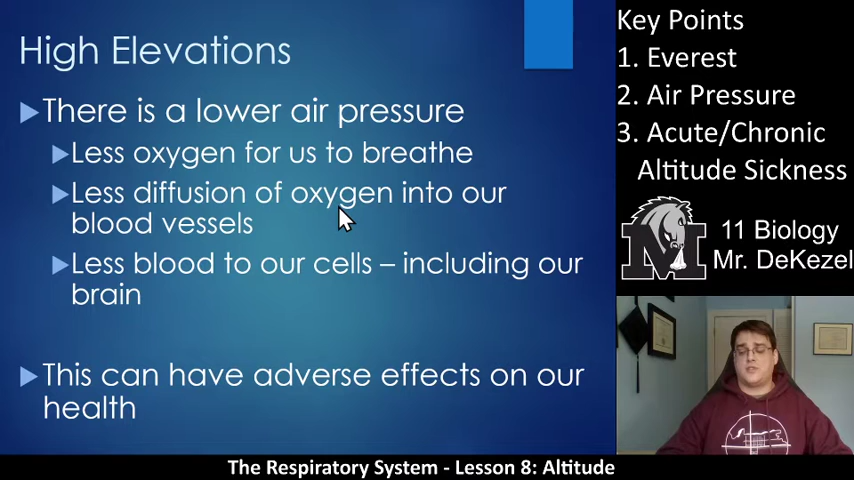 High Elevations
There is a lower air pressure
Less oxygen for us to breathe
Less diffusion of oxygen into our
blood vessels
Less blood to our cells – including our
brain
This can have adverse effects on our
health
Key Points
1. Everest
2. Air Pressure
3. Acute/Chronic
Altitude Sickness
M
11 Biology
Mr. DeKezel
The Respiratory System - Lesson 8: Altitude